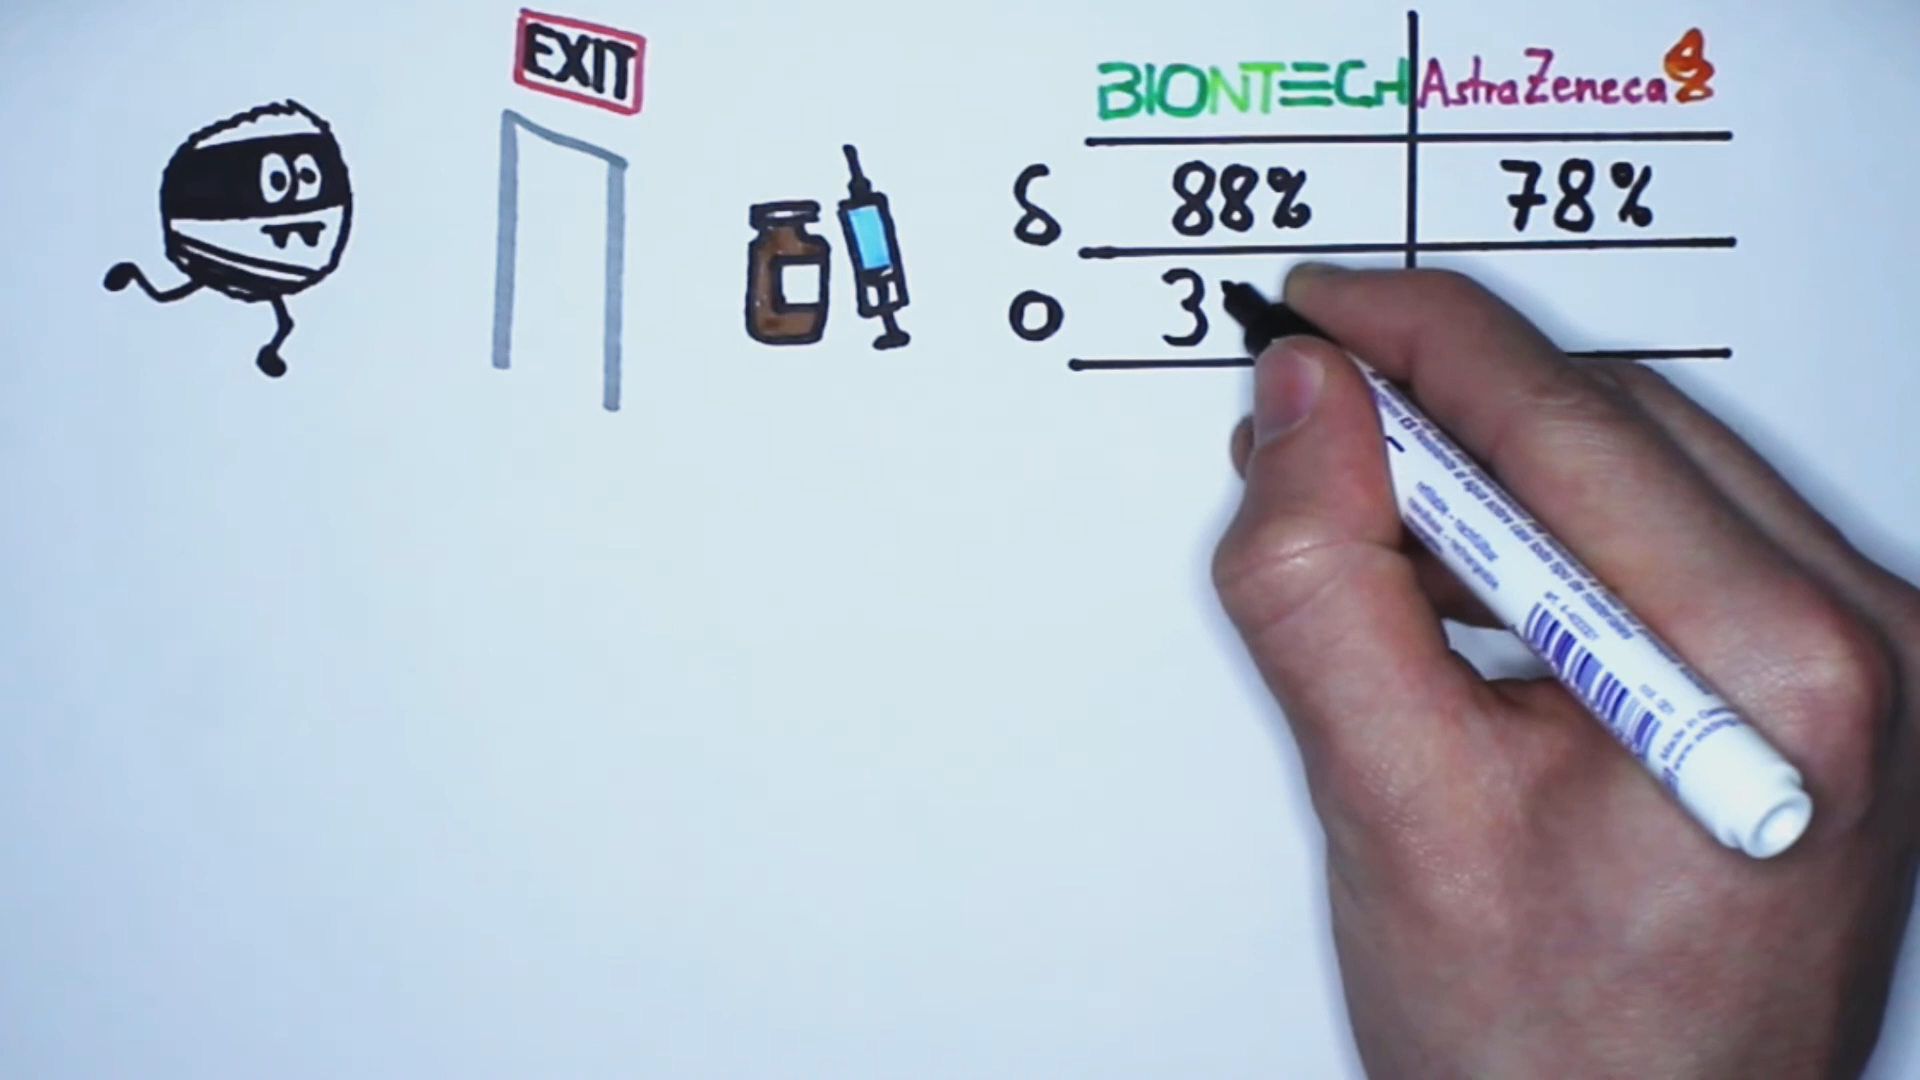 EXIT
BIONTECH AstraZeneca
δ 88% 78%
o 3